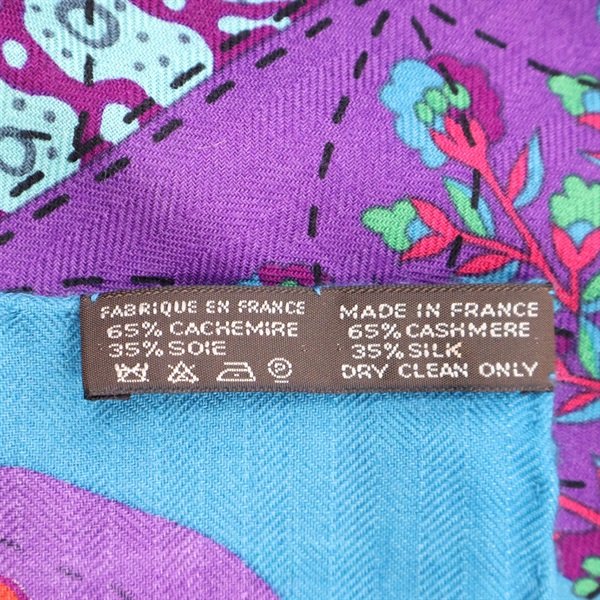 FABRIQUE EN FRANCE
65% CACHEMIRE
35% SOIE
MADE IN FRANCE
65% CASHMERE
35% SILK
DRY CLEAN ONLY